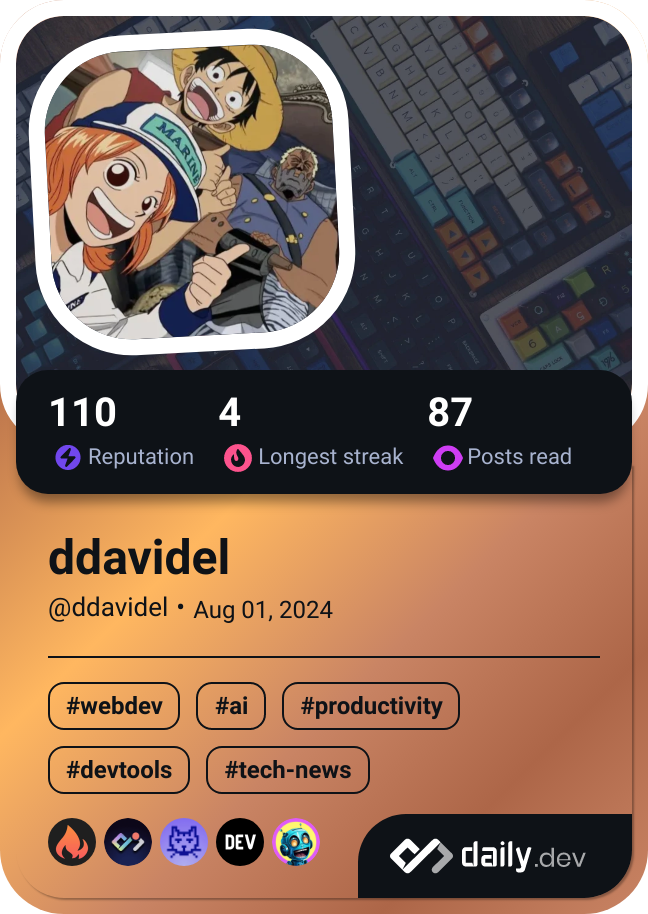 MARINE
110
4
87
Reputation
Longest streak
Posts read
ddavidel
@ddavidel • Aug 01, 2024
#webdev
#ai
#productivity
#devtools
#tech-news
DEV
daily.dev